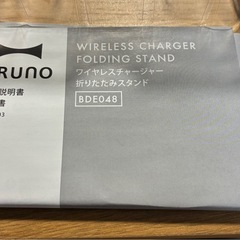 RUNO
説明書
書
WIRELESS CHARGER
FOLDING STAND
ワイヤレスチャージャー
折りたたみスタンド
BDE048